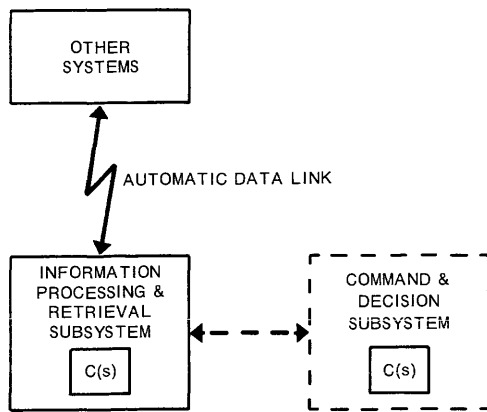 OTHER
SYSTEMS
AUTOMATIC DATA LINK
INFORMATION
PROCESSING &
RETRIEVAL
SUBSYSTEM
C(s)
COMMAND &
DECISION
SUBSYSTEM
C(s)